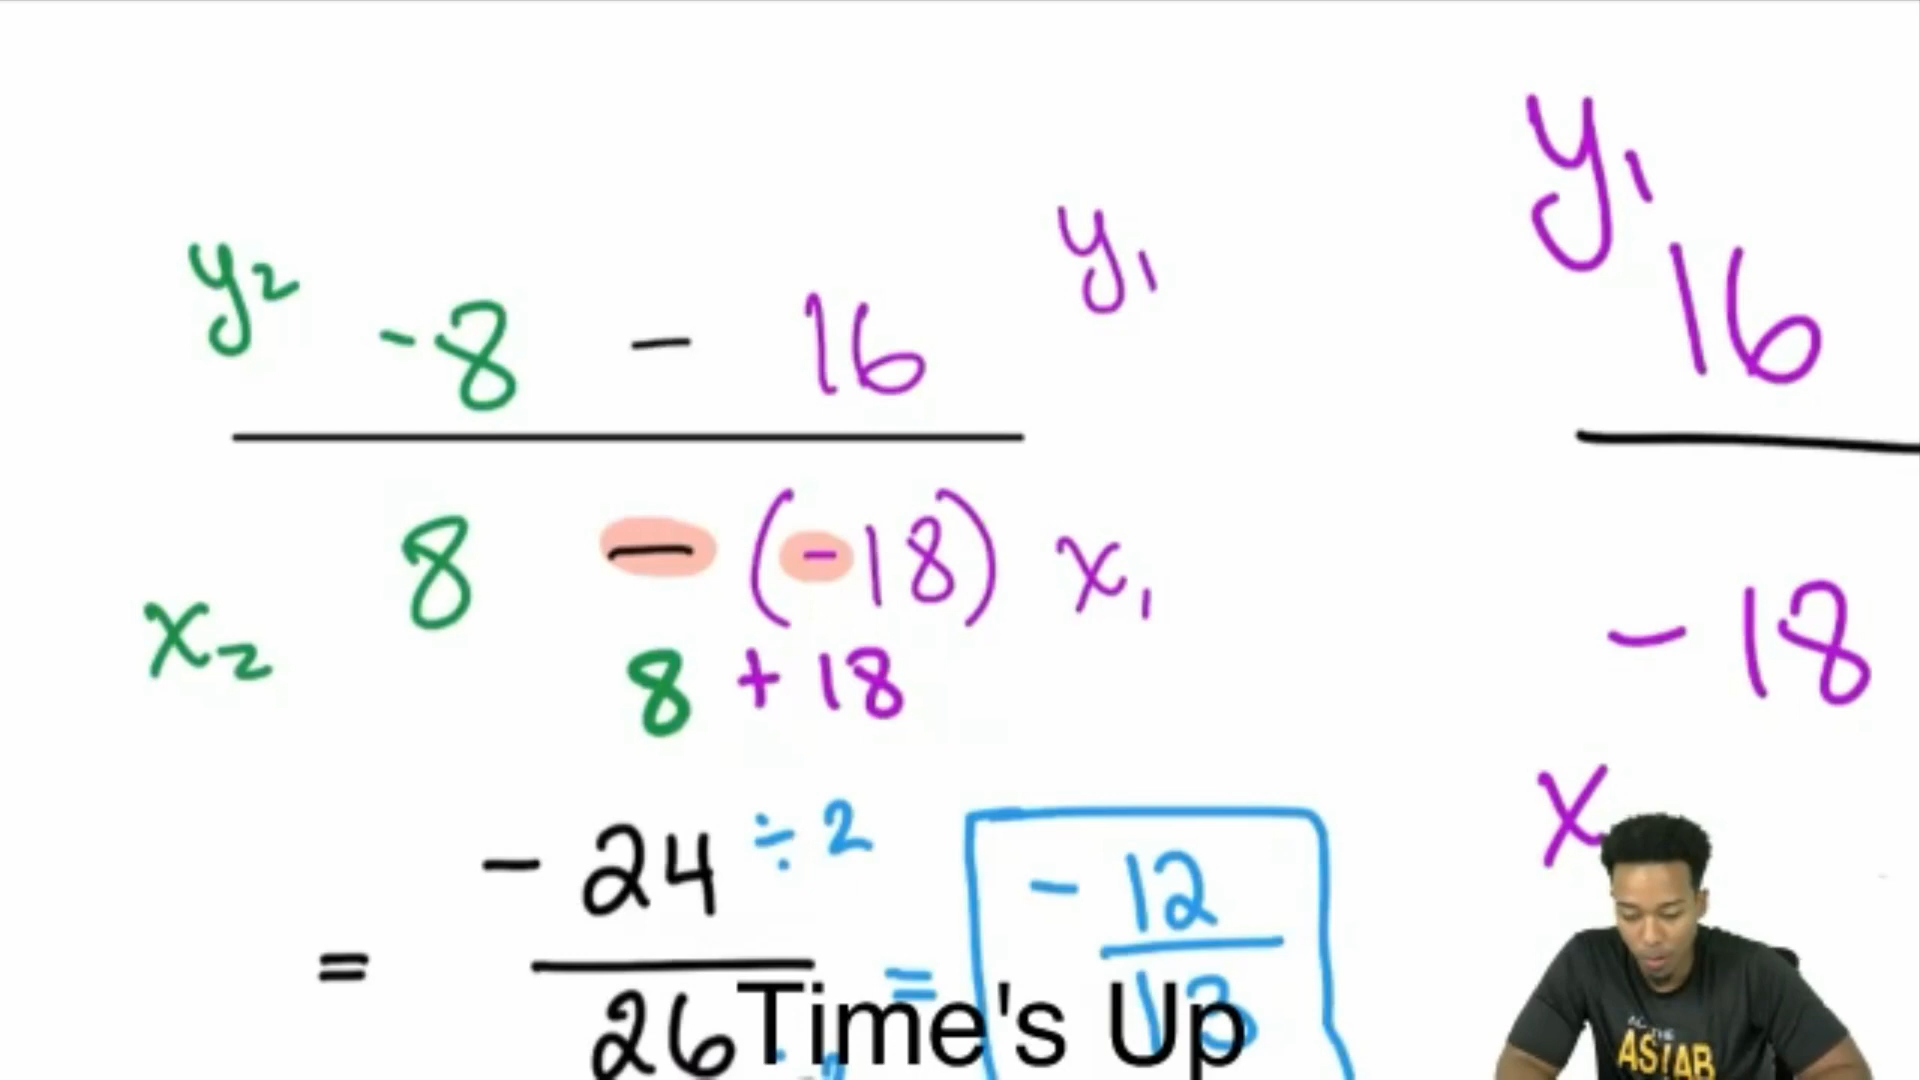 y₂ -8 - 16 y₁
x₂ 8 - (-18) x₁
8 + 18
= -24 ÷ 2
26
= -12
13
y₁
16
-18
x
Time's Up